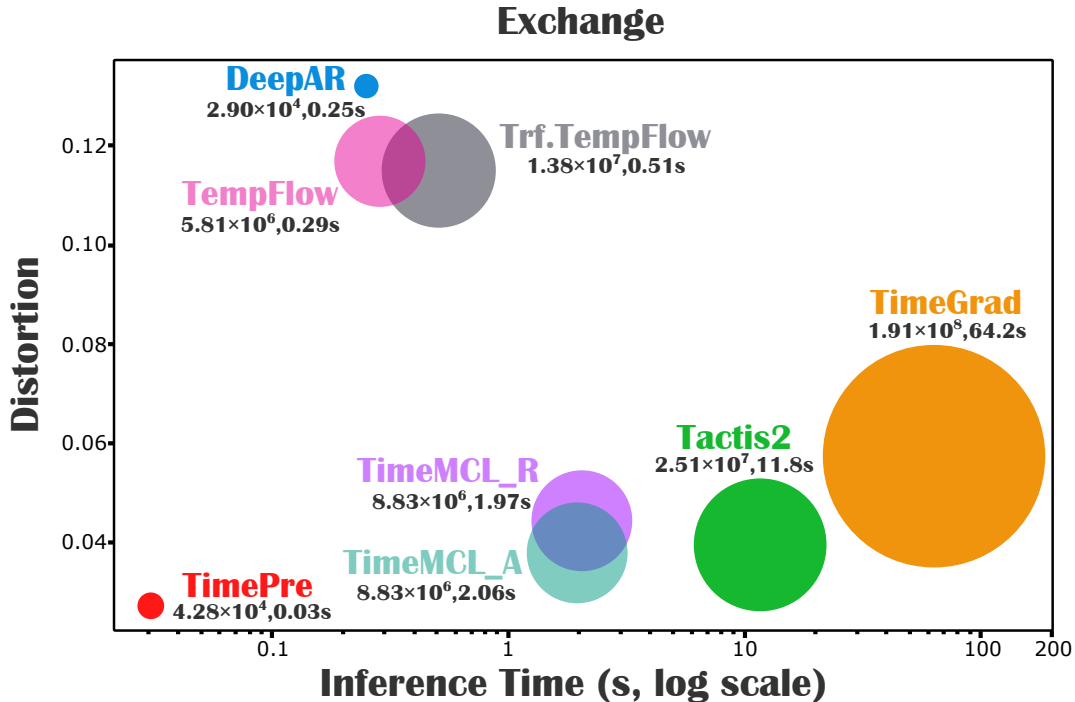 Exchange
DeepAR
2.90×10⁴,0.25s
Trf.TempFlow
1.38×10⁷,0.51s
TempFlow
5.81×10⁶,0.29s
TimeGrad
1.91×10⁸,64.2s
Tactis2
2.51×10⁷,11.8s
TimeMCL_R
8.83×10⁶,1.97s
TimeMCL_A
8.83×10⁶,2.06s
TimePre
4.28×10⁴,0.03s
Distortion
0.12
0.10
0.08
0.06
0.04
0.1 1 10 100 200
Inference Time (s, log scale)